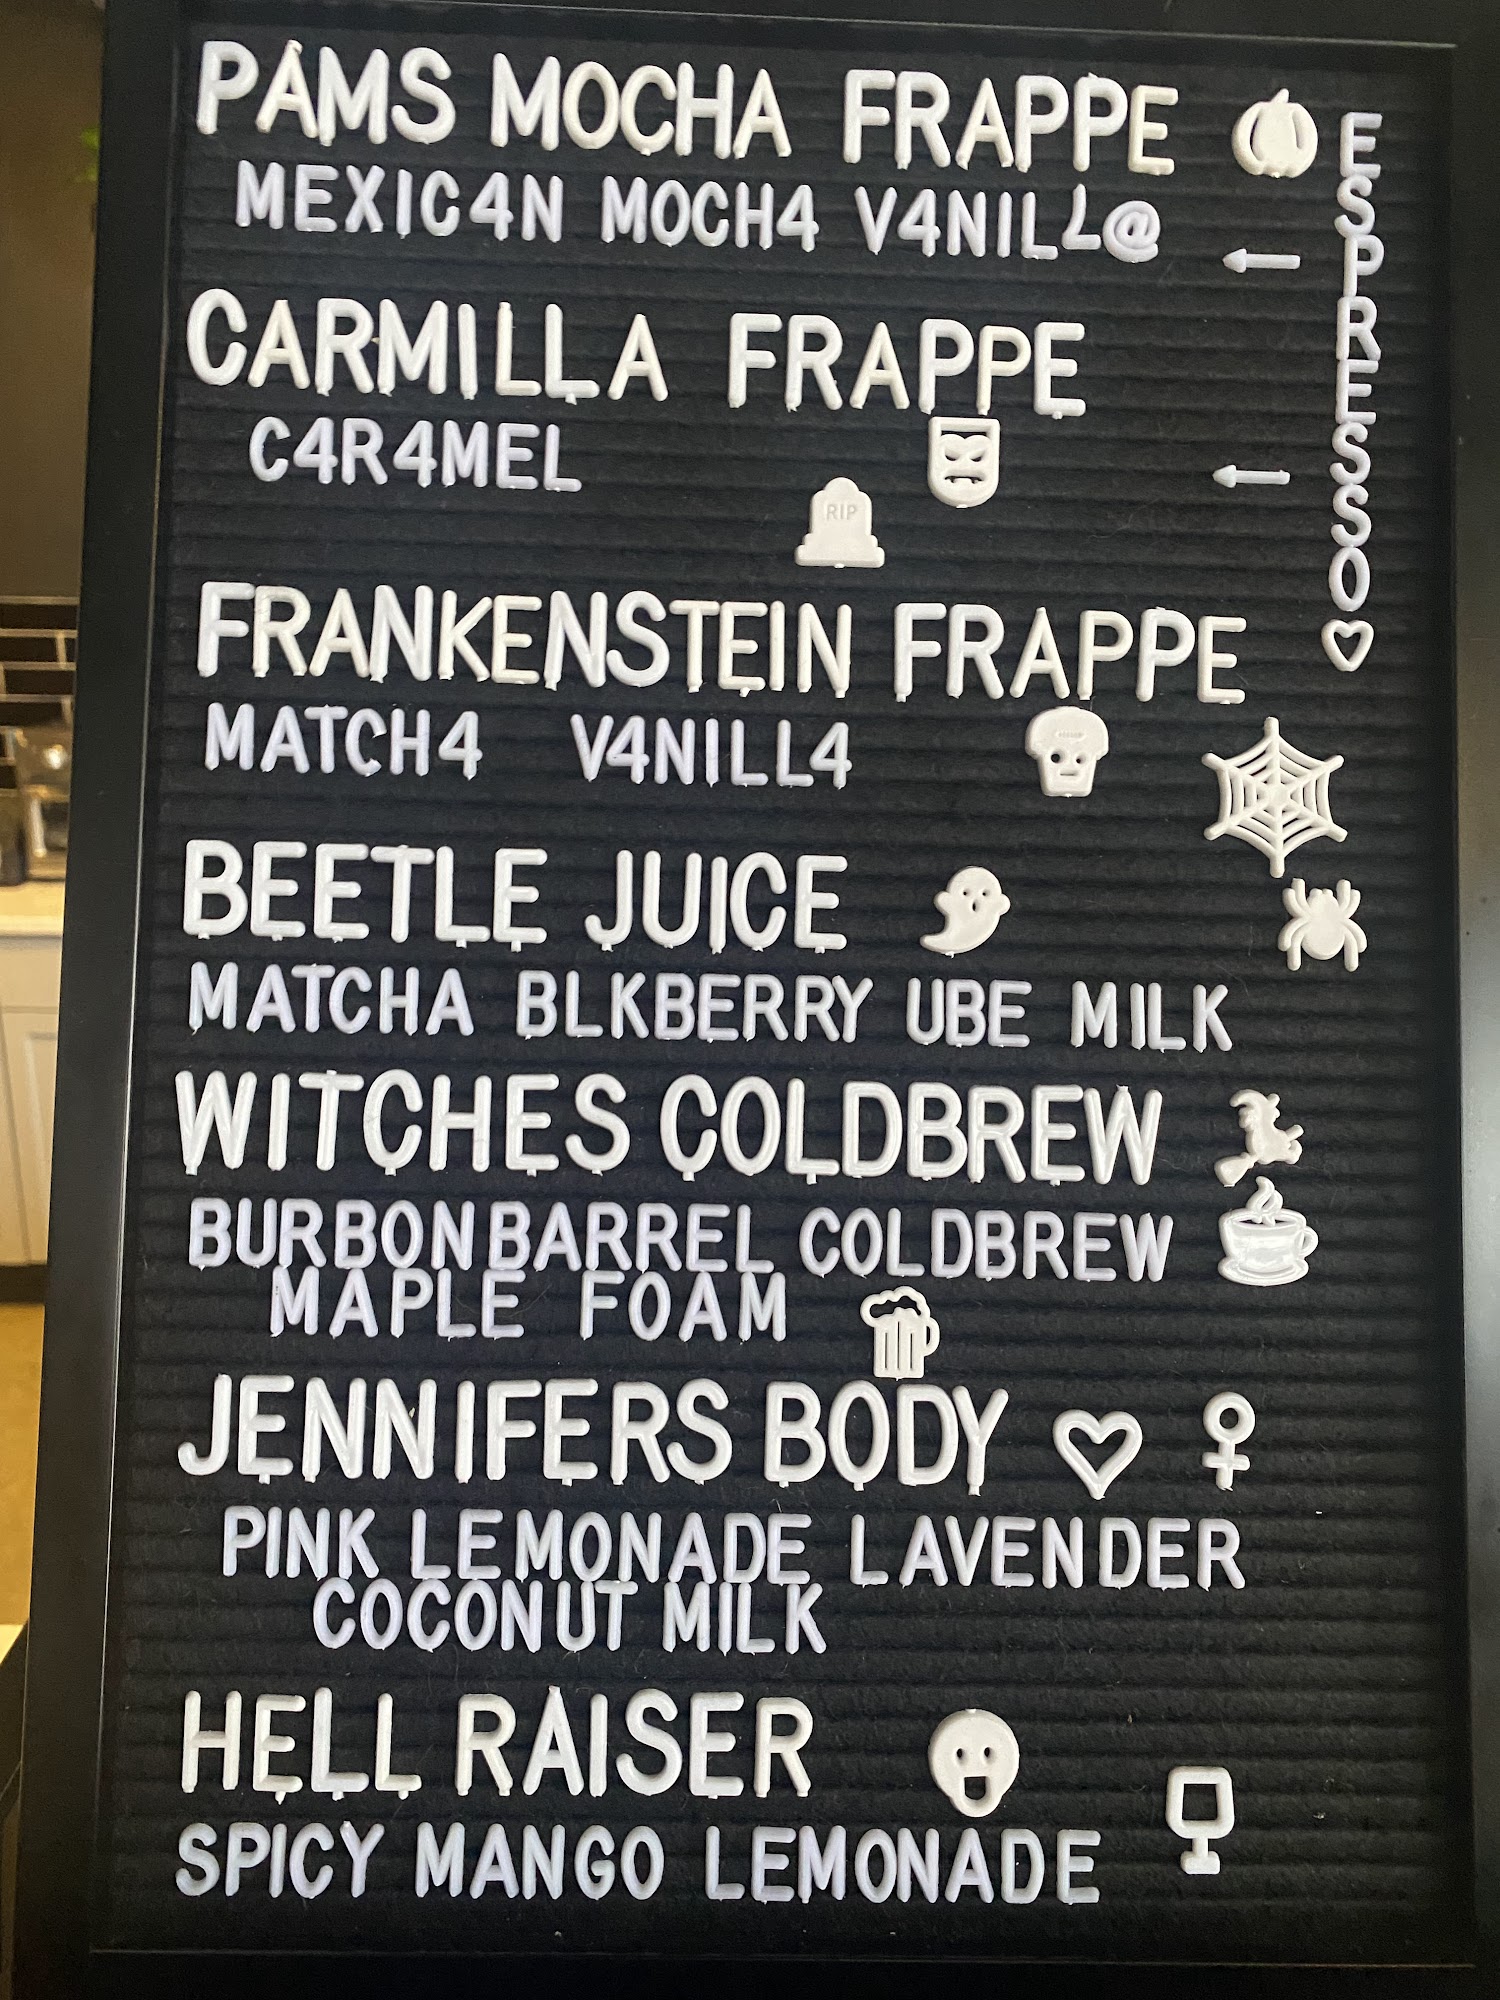 PAMS MOCHA FRAPPE
MEXIC4N MOCH4 V4NILL@
CARMILLA FRAPPE
C4R4MEL
RIP
FRANKENSTEIN FRAPPE
MATCH4 V4NILL4
BEETLE JUICE
MATCHA BLKBERRY UBE MILK
WITCHES COLDBREW
BURBONBARREL COLDBREW
MAPLE FOAM
JENNIFERS BODY
PINK LEMONADE LAVENDER
COCONUT MILK
HELL RAISER
SPICY MANGO LEMONADE
ESPRESSO